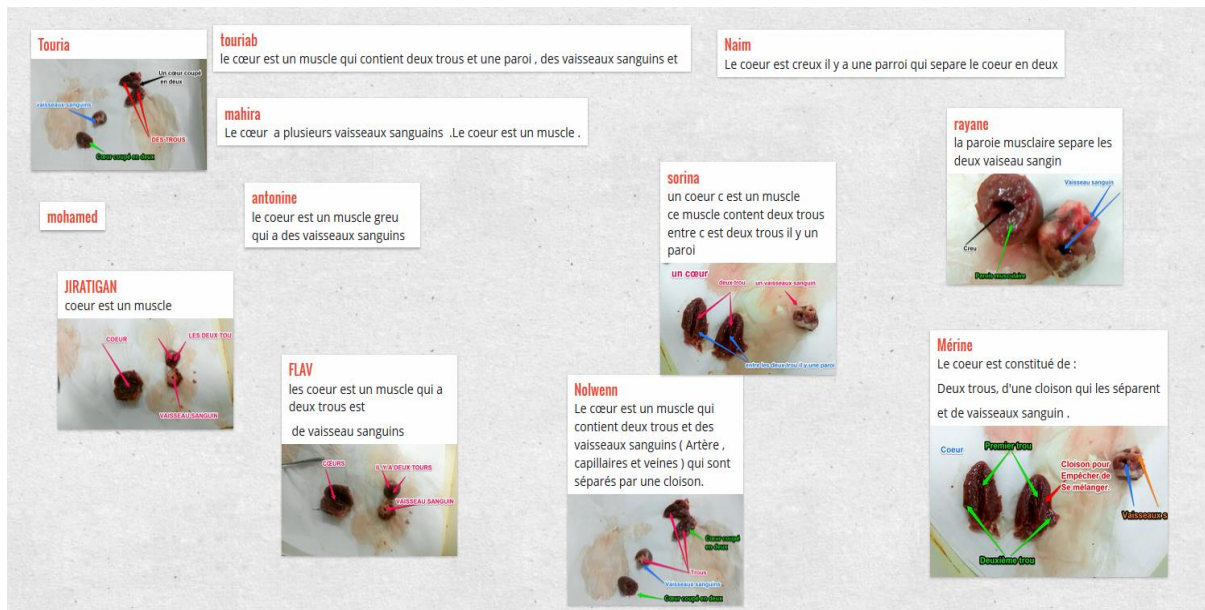 Touria
Un cœur coupé
en deux
vaisseaux sanguins
DES TROUS
Cœur coupé en deux
touriab
le cœur est un muscle qui contient deux trous et une paroi , des vaisseaux sanguins et
Naim
Le coeur est creux il y a une parroi qui separe le coeur en deux
mahira
Le cœur a plusieurs vaisseaux sanguains .Le coeur est un muscle .
rayane
la paroie musclaire separe les
deux vaiseau sangin
Vaisseau sanguin
Creu
Parois musculaire
mohamed
antonine
le coeur est un muscle greu
qui a des vaisseaux sanguins
sorina
un coeur c est un muscle
ce muscle content deux trous
entre c est deux trous il y un
paroi
un cœur
deux trou
un vaisseaux sanguin
entre les deux trou il y une paroi
JIRATIGAN
coeur est un muscle
COEUR
LES DEUX TOU
VAISSEAU SANGUIN
FLAV
les coeur est un muscle qui a
deux trous est
de vaisseau sanguins
CŒURS
IL Y A DEUX TOURS
VAISSEAU SANGUIN
Nolwenn
Le cœur est un muscle qui
contient deux trous et des
vaisseaux sanguins ( Artère ,
capillaires et veines ) qui sont
séparés par une cloison.
Cœur coupé
en deux
Trous
Vaisseaux sanguins
Cœur coupé en deux
Mérine
Le coeur est constitué de :
Deux trous, d'une cloison qui les séparent
et de vaisseaux sanguin .
Coeur
Premier trou
Cloison pour
Empêcher de
Se mélanger.
Vaisseaux s
Deuxième trou